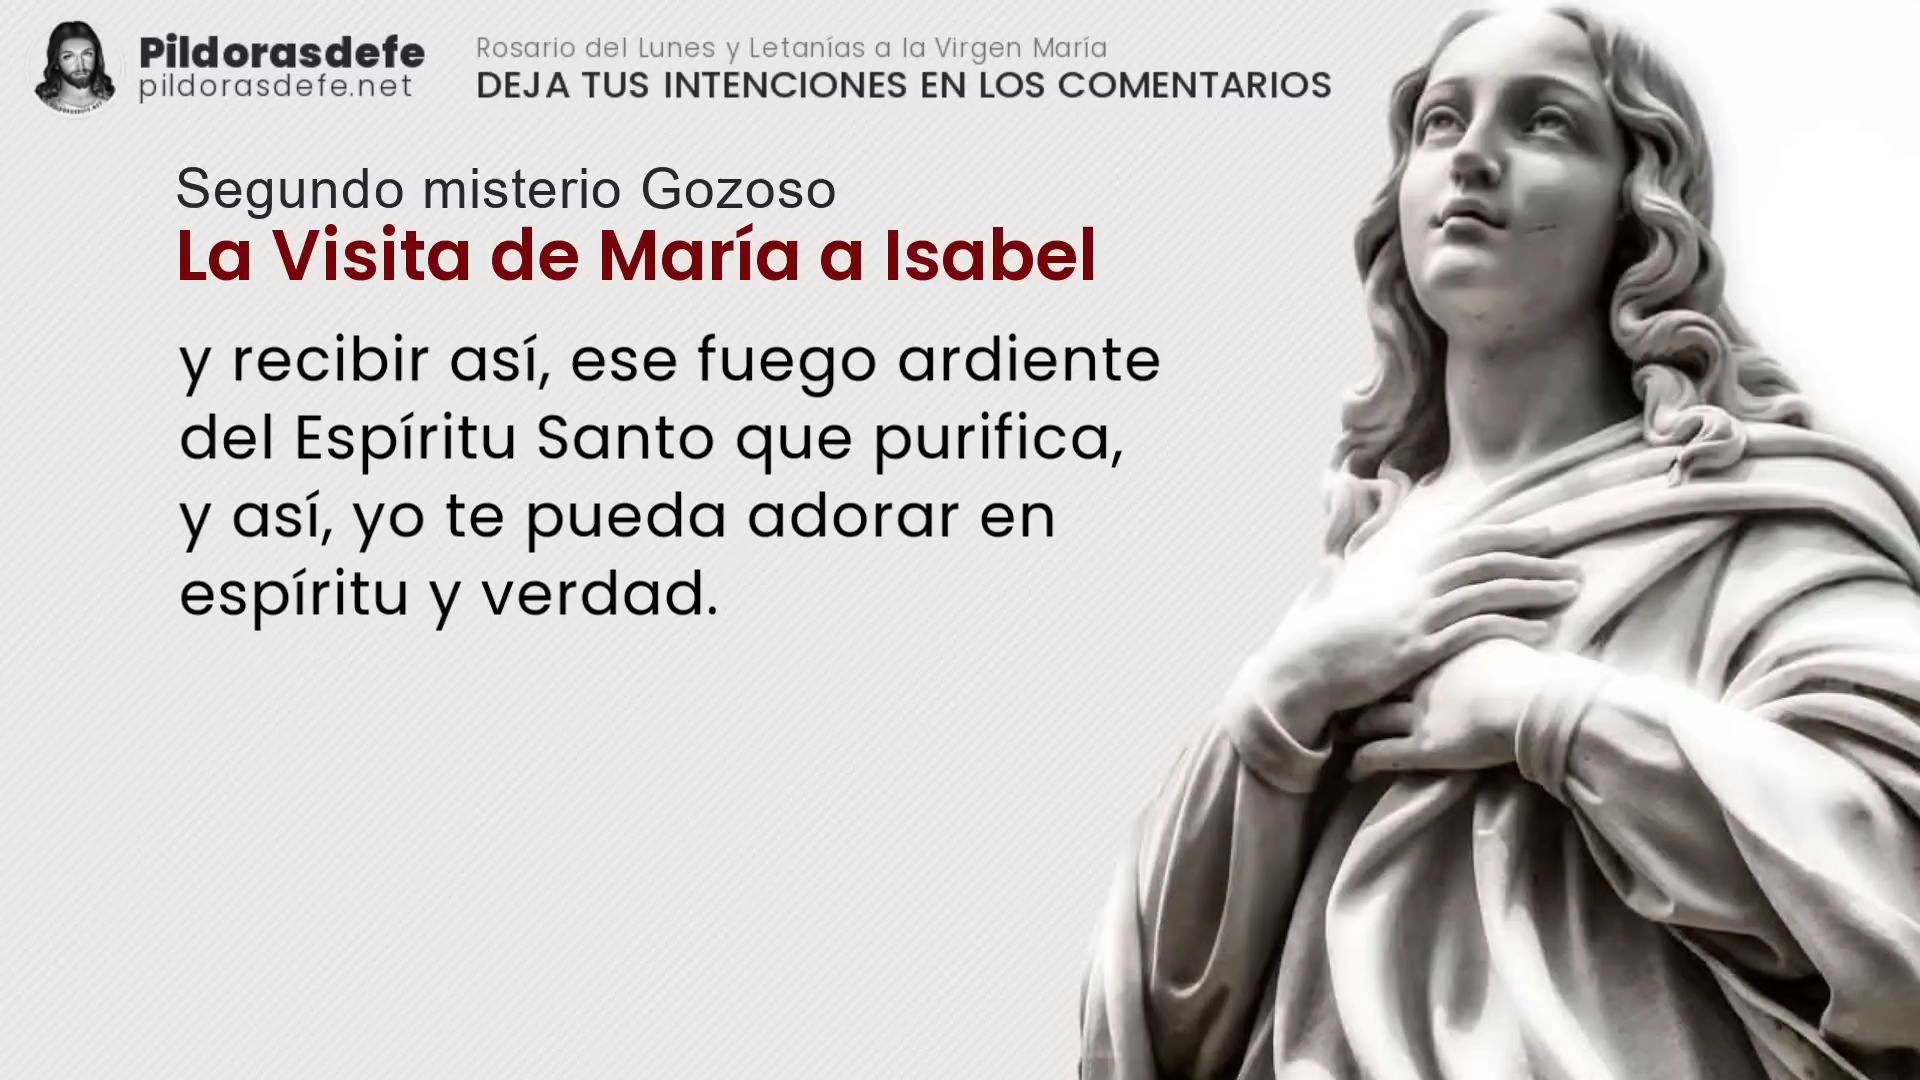 Pildorasdefe
pildorasdefe.net
Rosario del Lunes y Letanías a la Virgen María
DEJA TUS INTENCIONES EN LOS COMENTARIOS
Segundo misterio Gozoso
La Visita de María a Isabel
y recibir así, ese fuego ardiente
del Espíritu Santo que purifica,
y así, yo te pueda adorar en
espíritu y verdad.